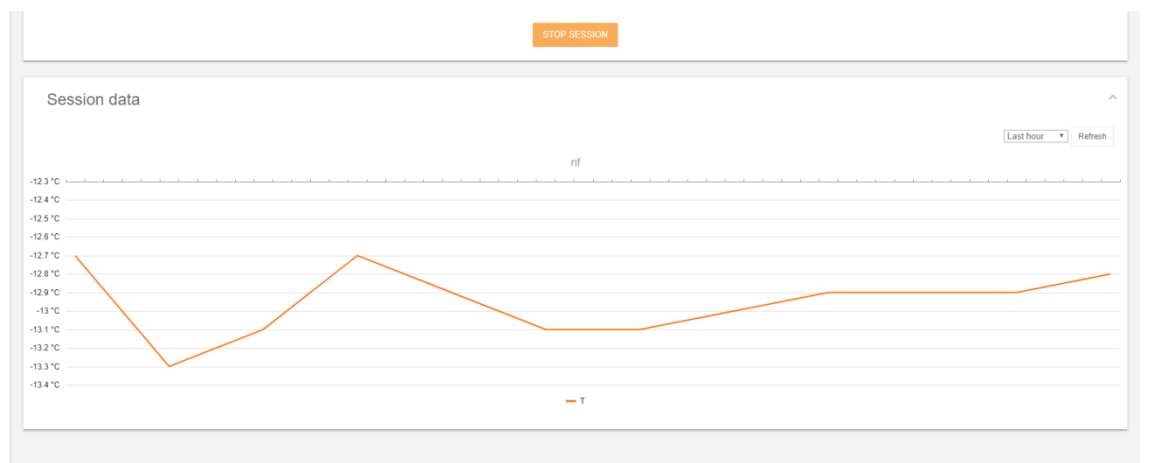 STOP SESSION
Session data
Last hour
Refresh
rif
-12.3 °C
-12.4 °C
-12.5 °C
-12.6 °C
-12.7 °C
-12.8 °C
-12.9 °C
-13 °C
-13.1 °C
-13.2 °C
-13.3 °C
-13.4 °C
T